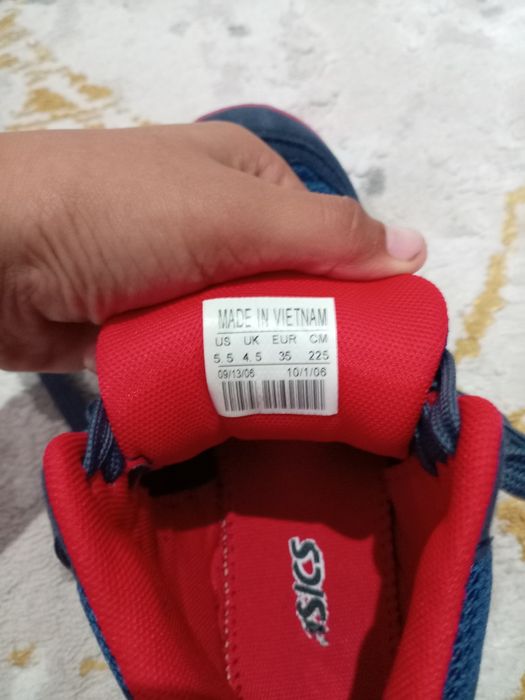 MADE IN VIETNAM
US UK EUR CM
5.5 4.5 35 225
09/13/06 10/1/06
ASICS